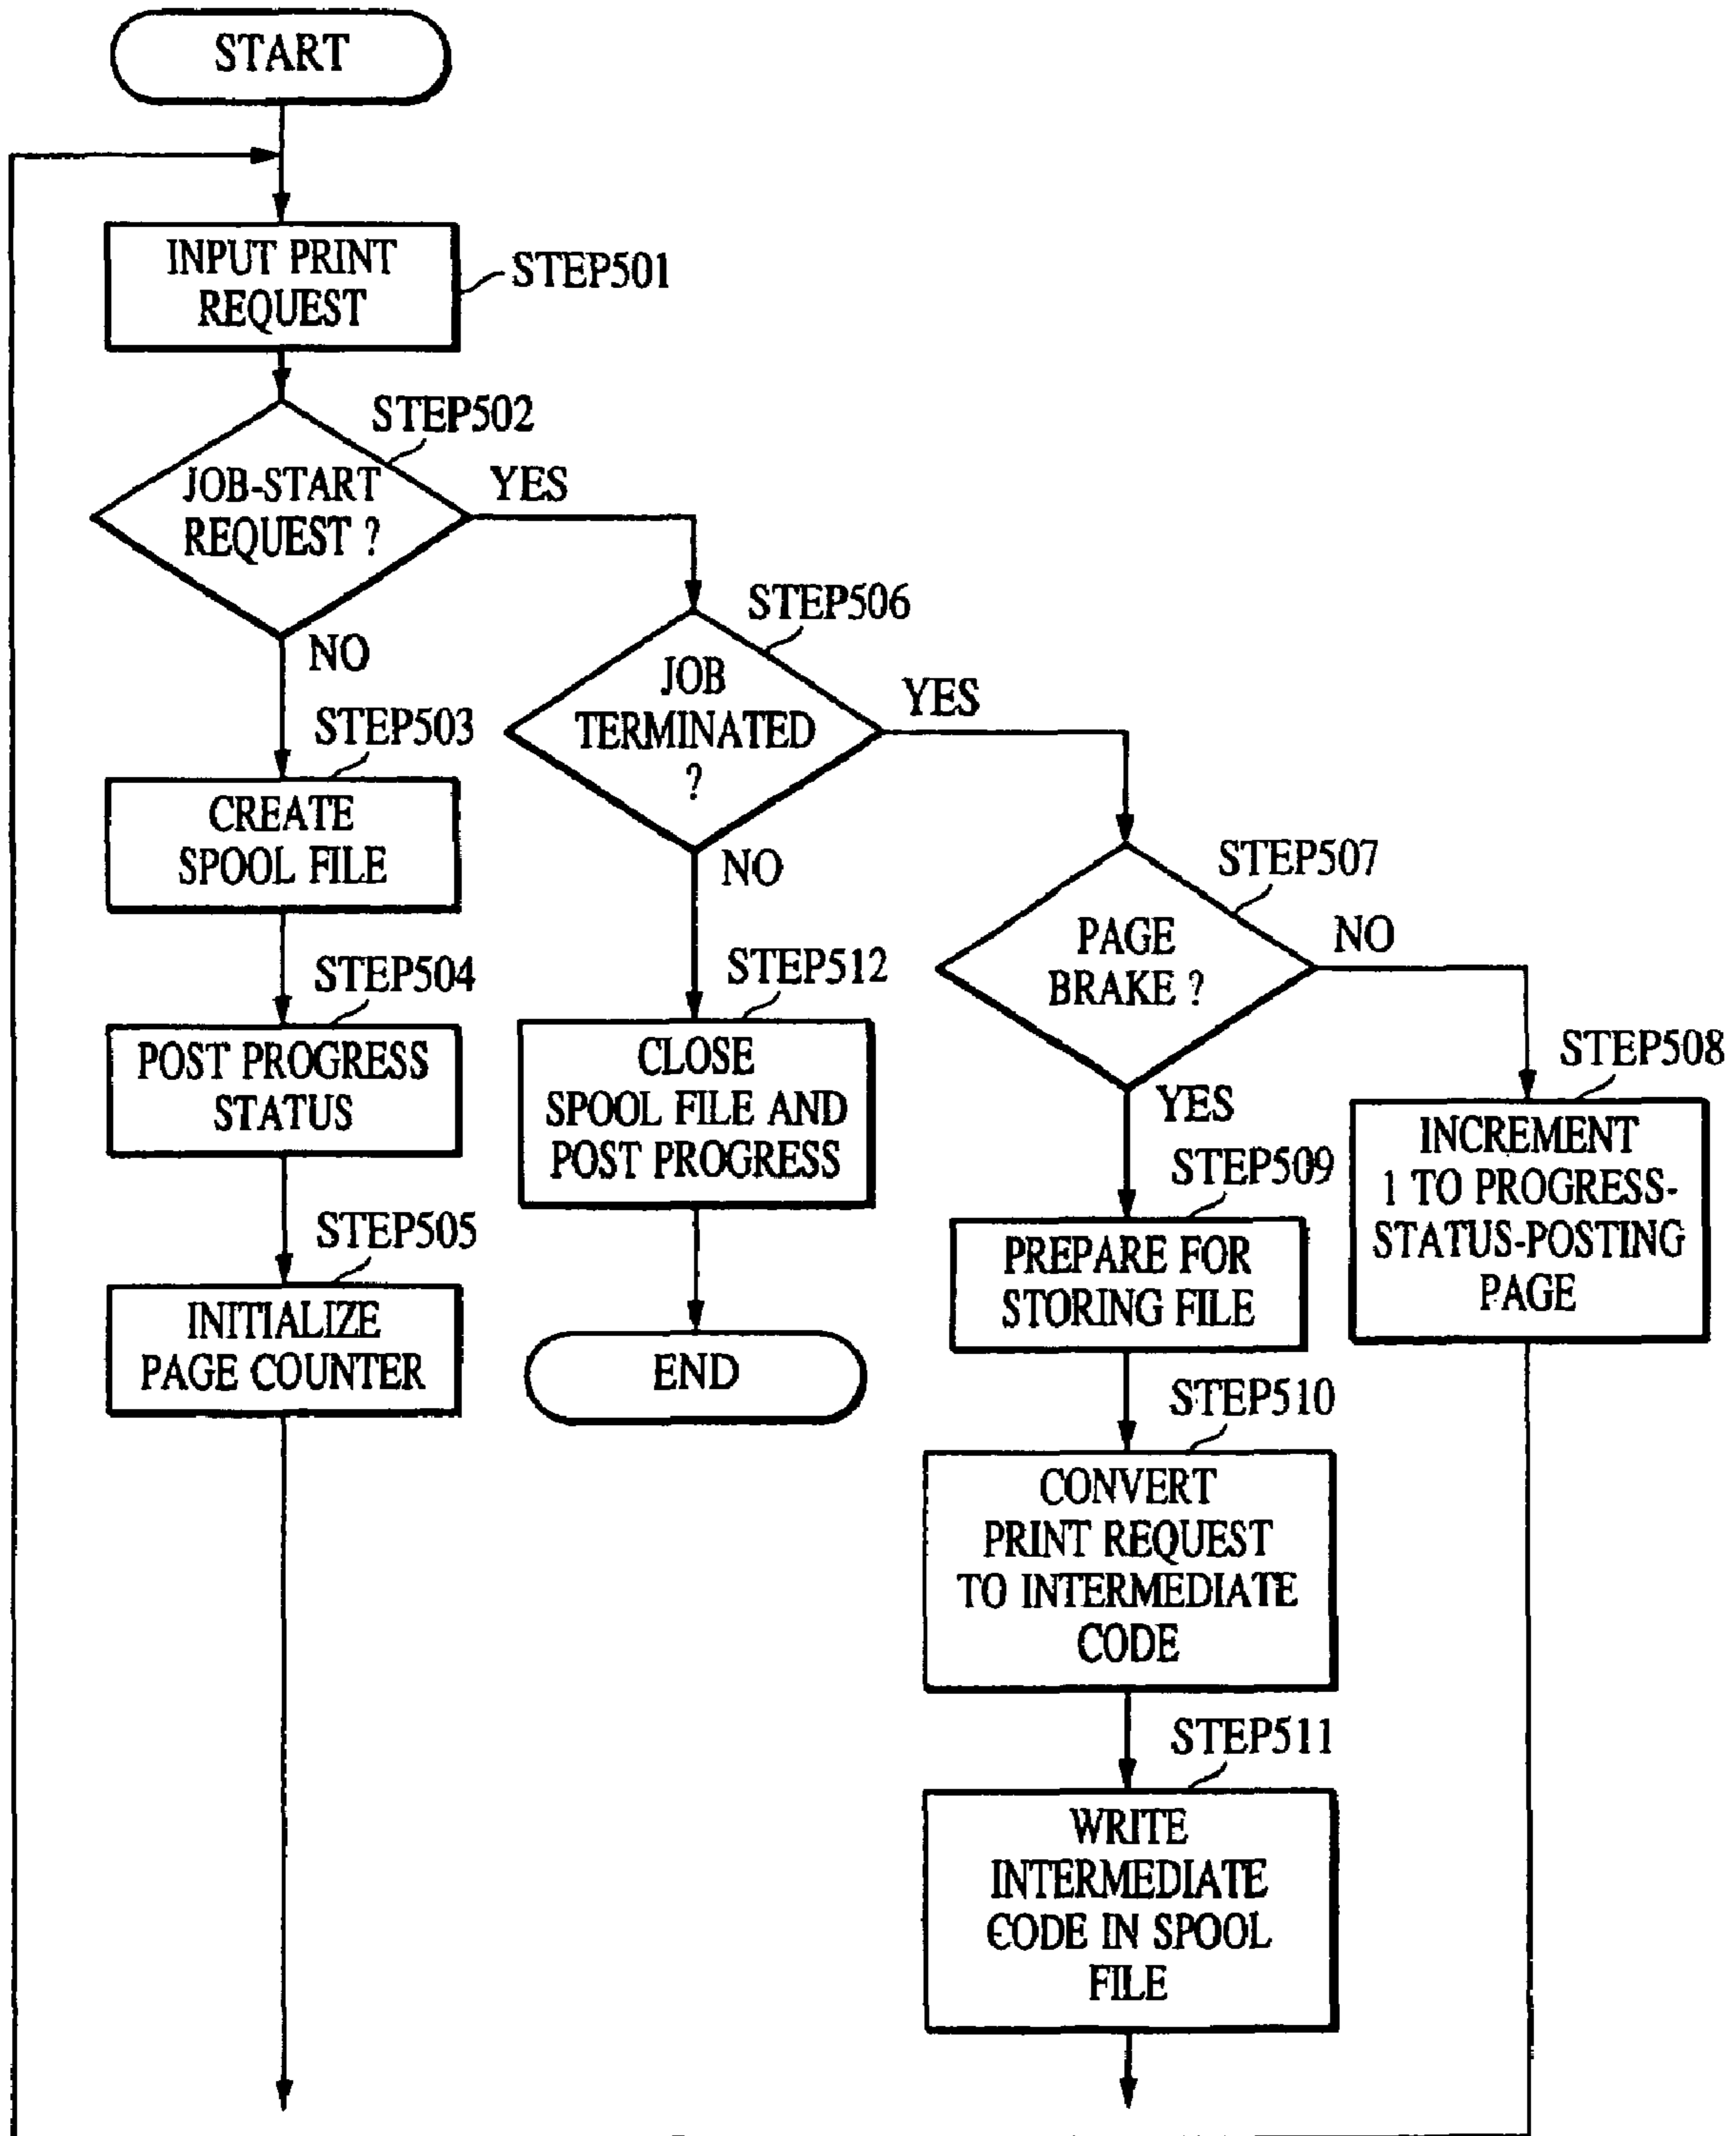 START
INPUT PRINT
REQUEST
STEP501
STEP502
JOB-START
REQUEST ?
YES
NO
STEP503
CREATE
SPOOL FILE
STEP504
POST PROGRESS
STATUS
STEP505
INITIALIZE
PAGE COUNTER
STEP506
JOB
TERMINATED
?
YES
NO
STEP512
CLOSE
SPOOL FILE AND
POST PROGRESS
END
STEP507
PAGE
BRAKE ?
NO
YES
STEP508
INCREMENT
1 TO PROGRESS-
STATUS-POSTING
PAGE
STEP509
PREPARE FOR
STORING FILE
STEP510
CONVERT
PRINT REQUEST
TO INTERMEDIATE
CODE
STEP511
WRITE
INTERMEDIATE
CODE IN SPOOL
FILE